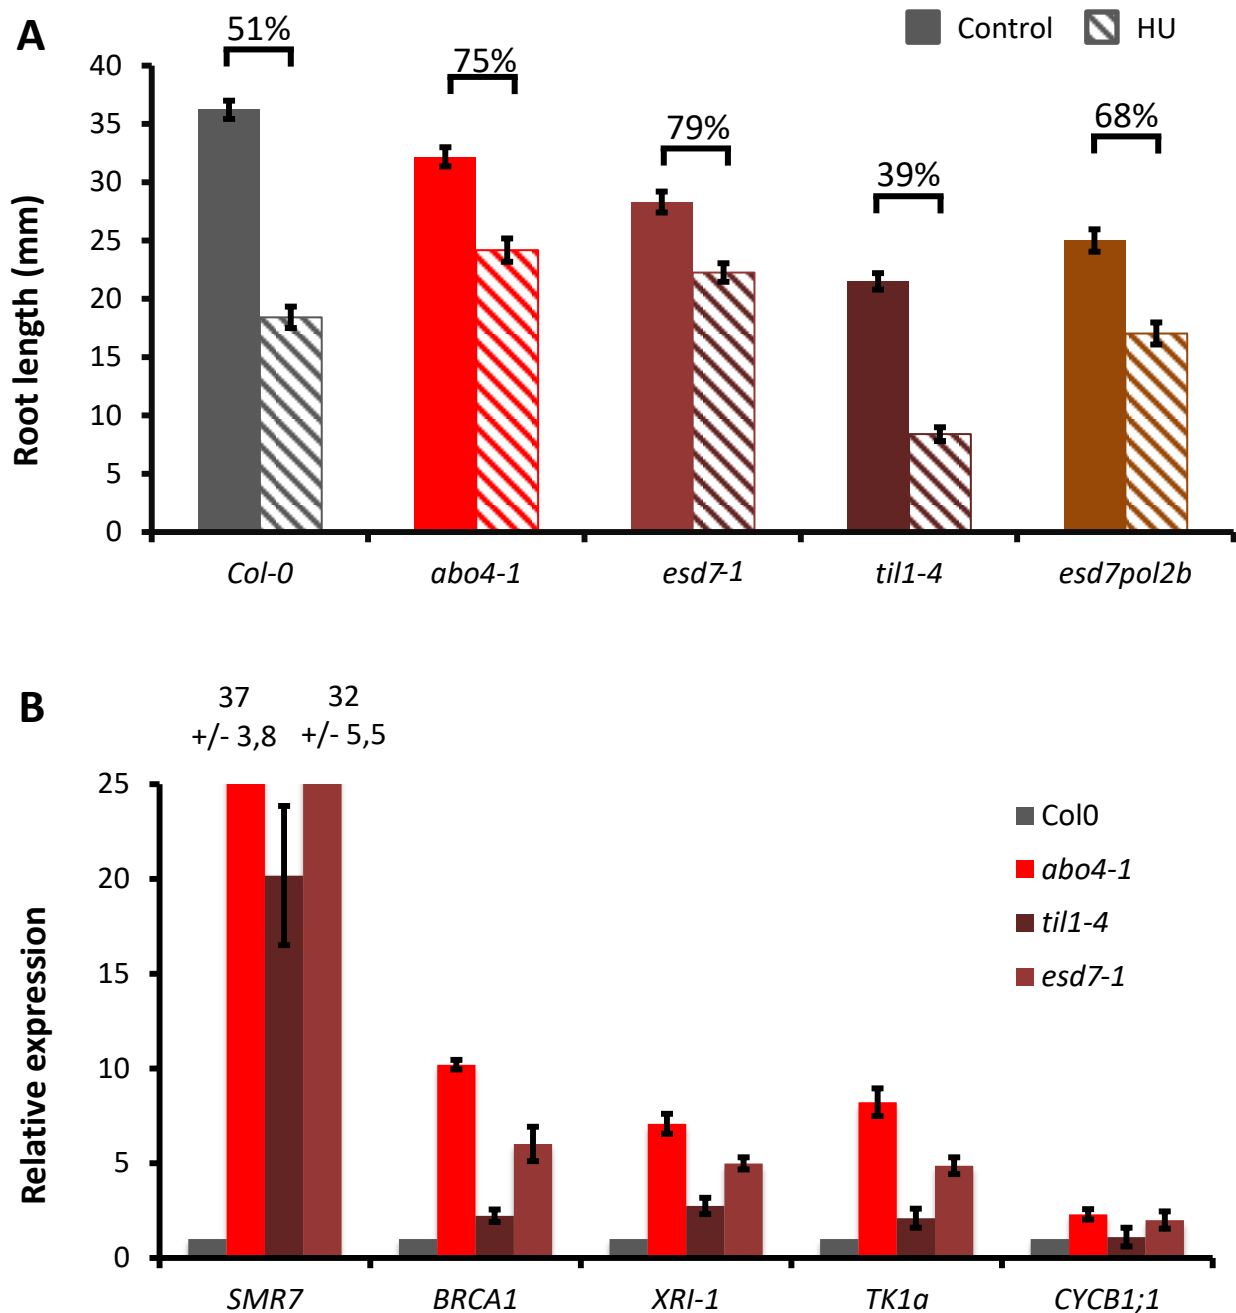 A
Control HU
51%
75%
79%
39%
68%
Root length (mm)
40
35
30
25
20
15
10
5
0
Col-0 abo4-1 esd7-1 til1-4 esd7pol2b
B
37 32
+/- 3,8 +/- 5,5
Relative expression
25
20
15
10
5
0
Col0
abo4-1
til1-4
esd7-1
SMR7 BRCA1 XRI-1 TK1a CYCB1;1